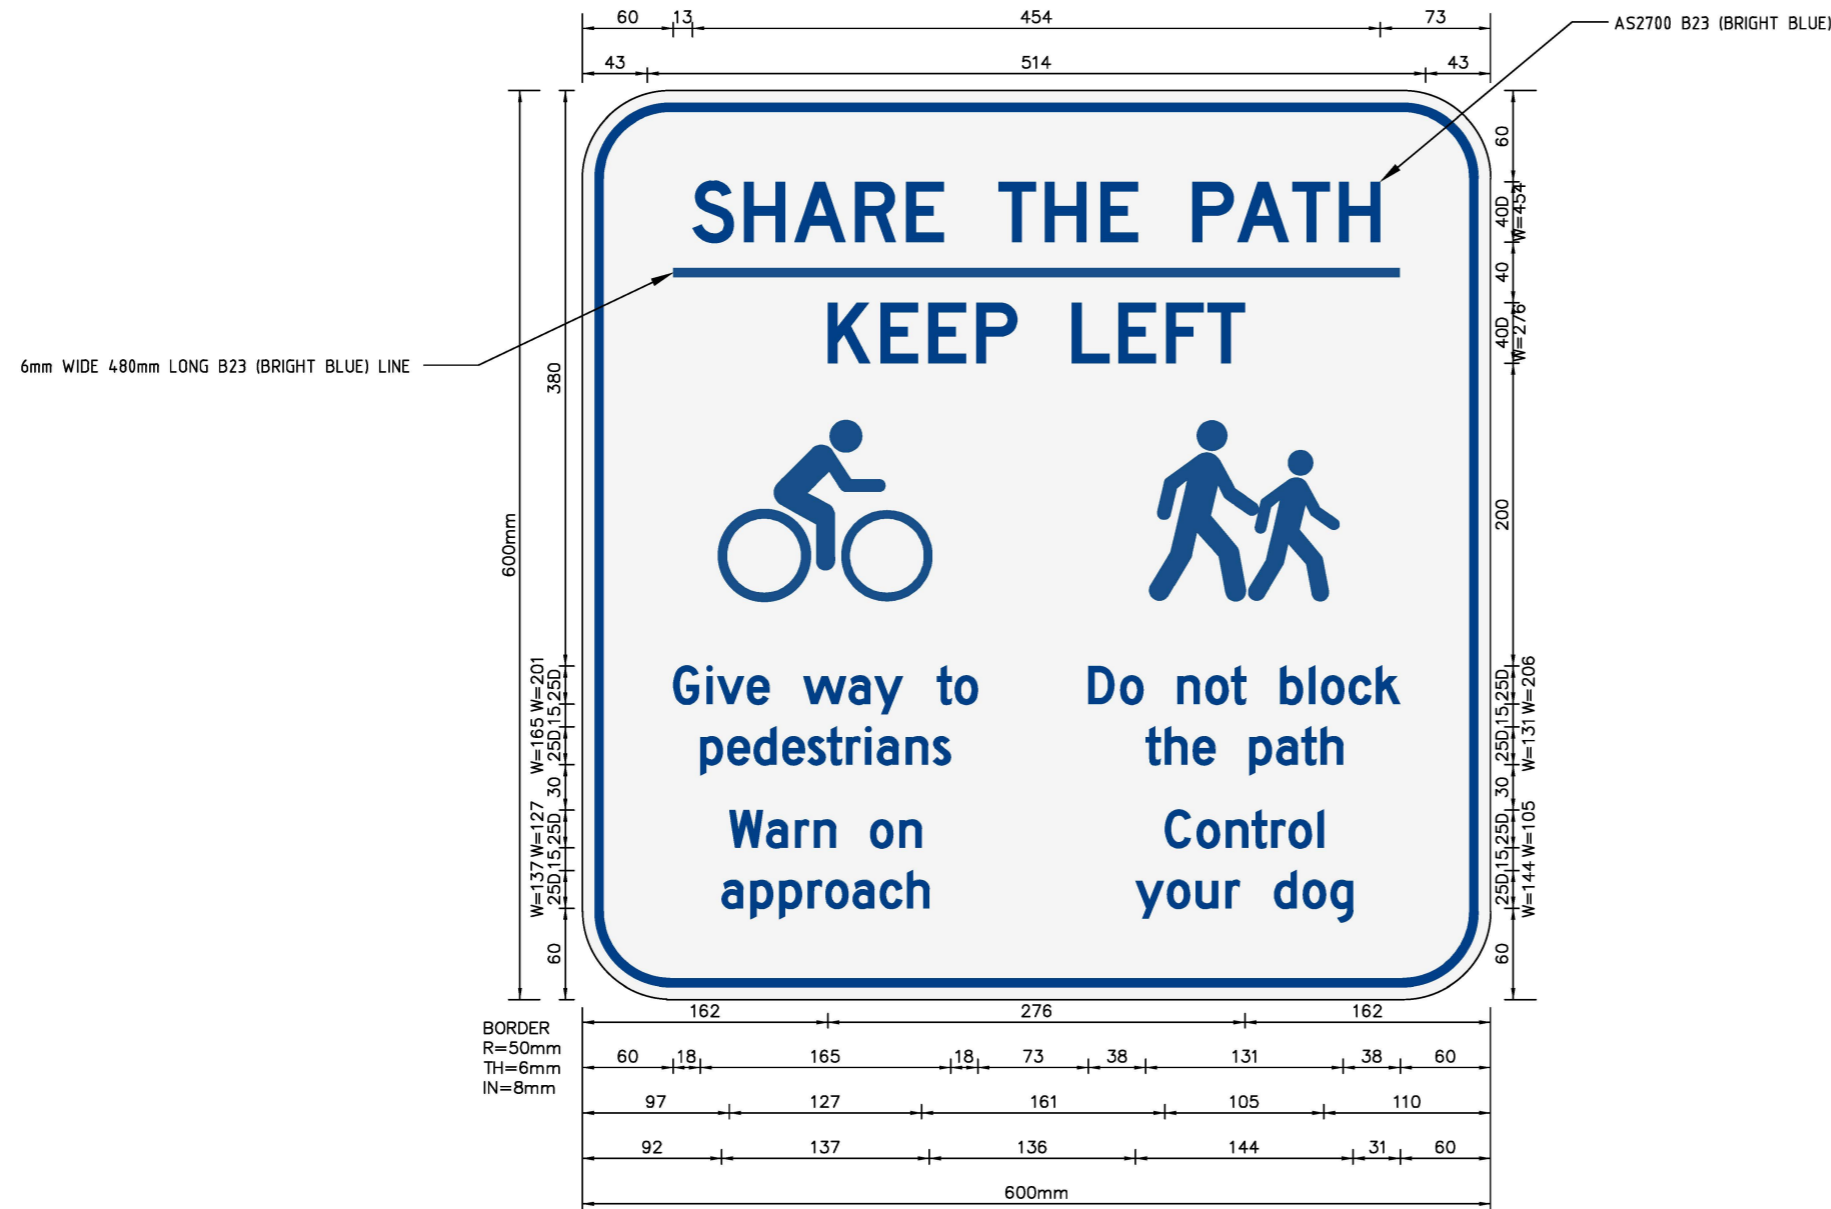 60 13 454 73
AS2700 B23 (BRIGHT BLUE)
43 514 43
SHARE THE PATH
KEEP LEFT
6mm WIDE 480mm LONG B23 (BRIGHT BLUE) LINE
Give way to
pedestrians
Warn on
approach
Do not block
the path
Control
your dog
600mm
380
W=201
25D
15
W=165
25D
30
W=127
25D
15
W=137
25D
60
60
40D
W=454
40
40D
W=276
200
25D
W=206
15
25D
W=131
30
25D
W=105
15
25D
W=144
60
BORDER
R=50mm
TH=6mm
IN=8mm
162 276 162
60 18 165 18 73 38 131 38 60
97 127 161 105 110
92 137 136 144 31 60
600mm